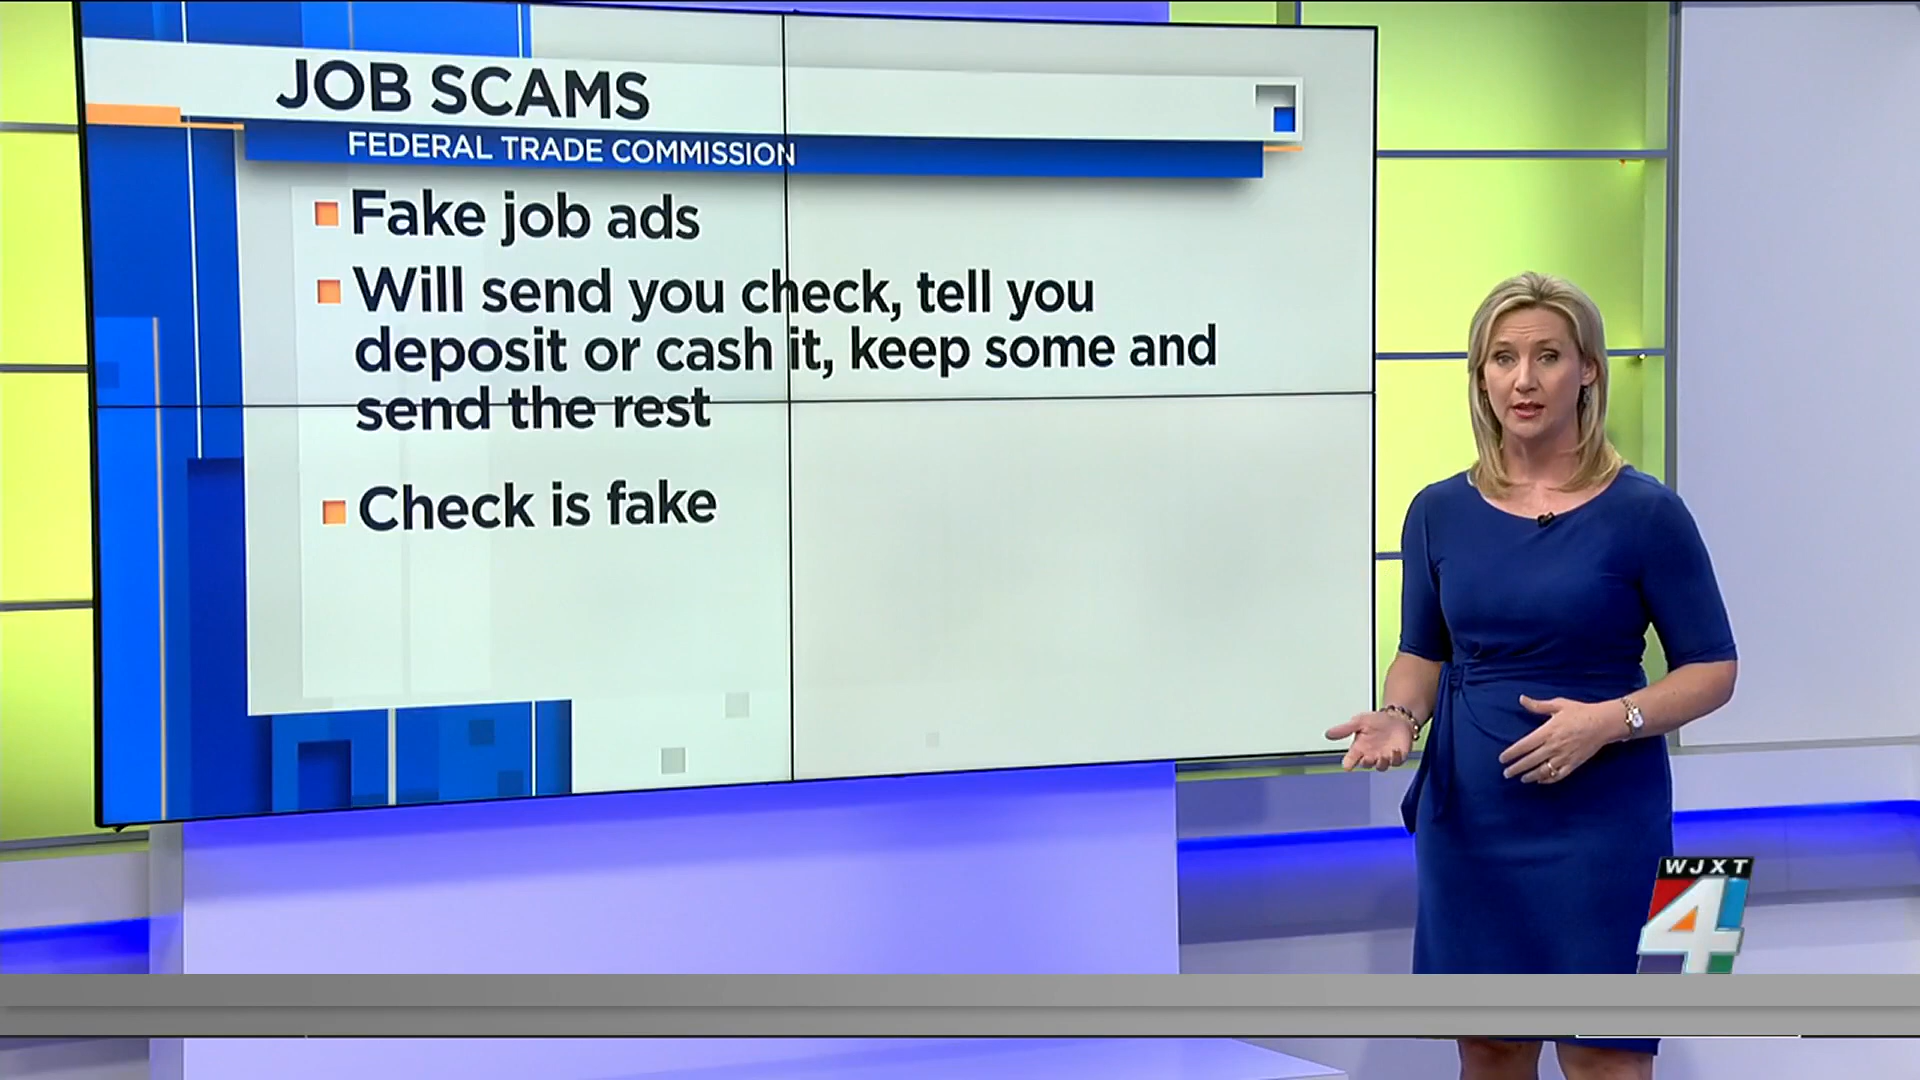 JOB SCAMS
FEDERAL TRADE COMMISSION
Fake job ads
Will send you check, tell you
deposit or cash it, keep some and
send the rest
Check is fake
WJXT
4